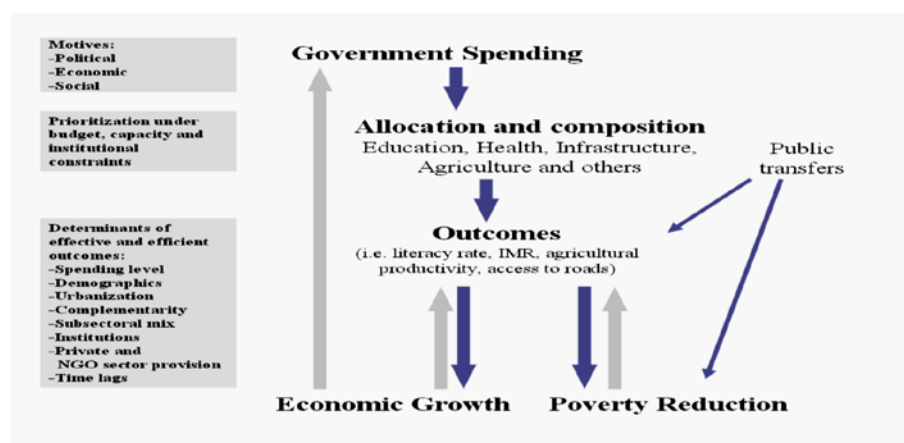 Motives:
-Political
-Economic
-Social
Prioritization under
budget, capacity and
institutional
constraints
Determinants of
effective and efficient
outcomes:
-Spending level
-Demographics
-Urbanization
-Complementarity
-Subsectoral mix
-Institutions
-Private and
NGO sector provision
-Time lags
Government Spending
Allocation and composition
Education, Health, Infrastructure,
Agriculture and others
Public
transfers
Outcomes
(i.e. literacy rate, IMR, agricultural
productivity, access to roads)
Economic Growth
Poverty Reduction